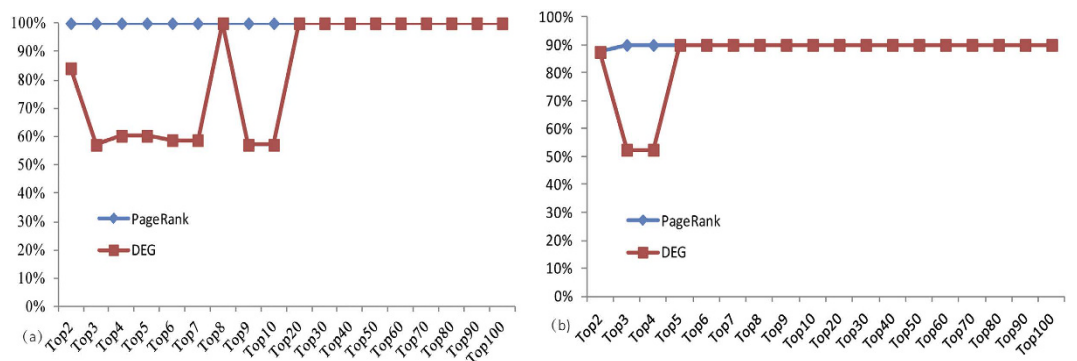 100%
90%
80%
70%
60%
50%
40%
30%
20%
10%
0%
PageRank
DEG
(a)
Top2
Top3
Top4
Top5
Top6
Top7
Top8
Top9
Top10
Top20
Top30
Top40
Top50
Top60
Top70
Top80
Top90
Top100
100%
90%
80%
70%
60%
50%
40%
30%
20%
10%
0%
PageRank
DEG
(b)
Top2
Top3
Top4
Top5
Top6
Top7
Top8
Top9
Top10
Top20
Top30
Top40
Top50
Top60
Top70
Top80
Top90
Top100